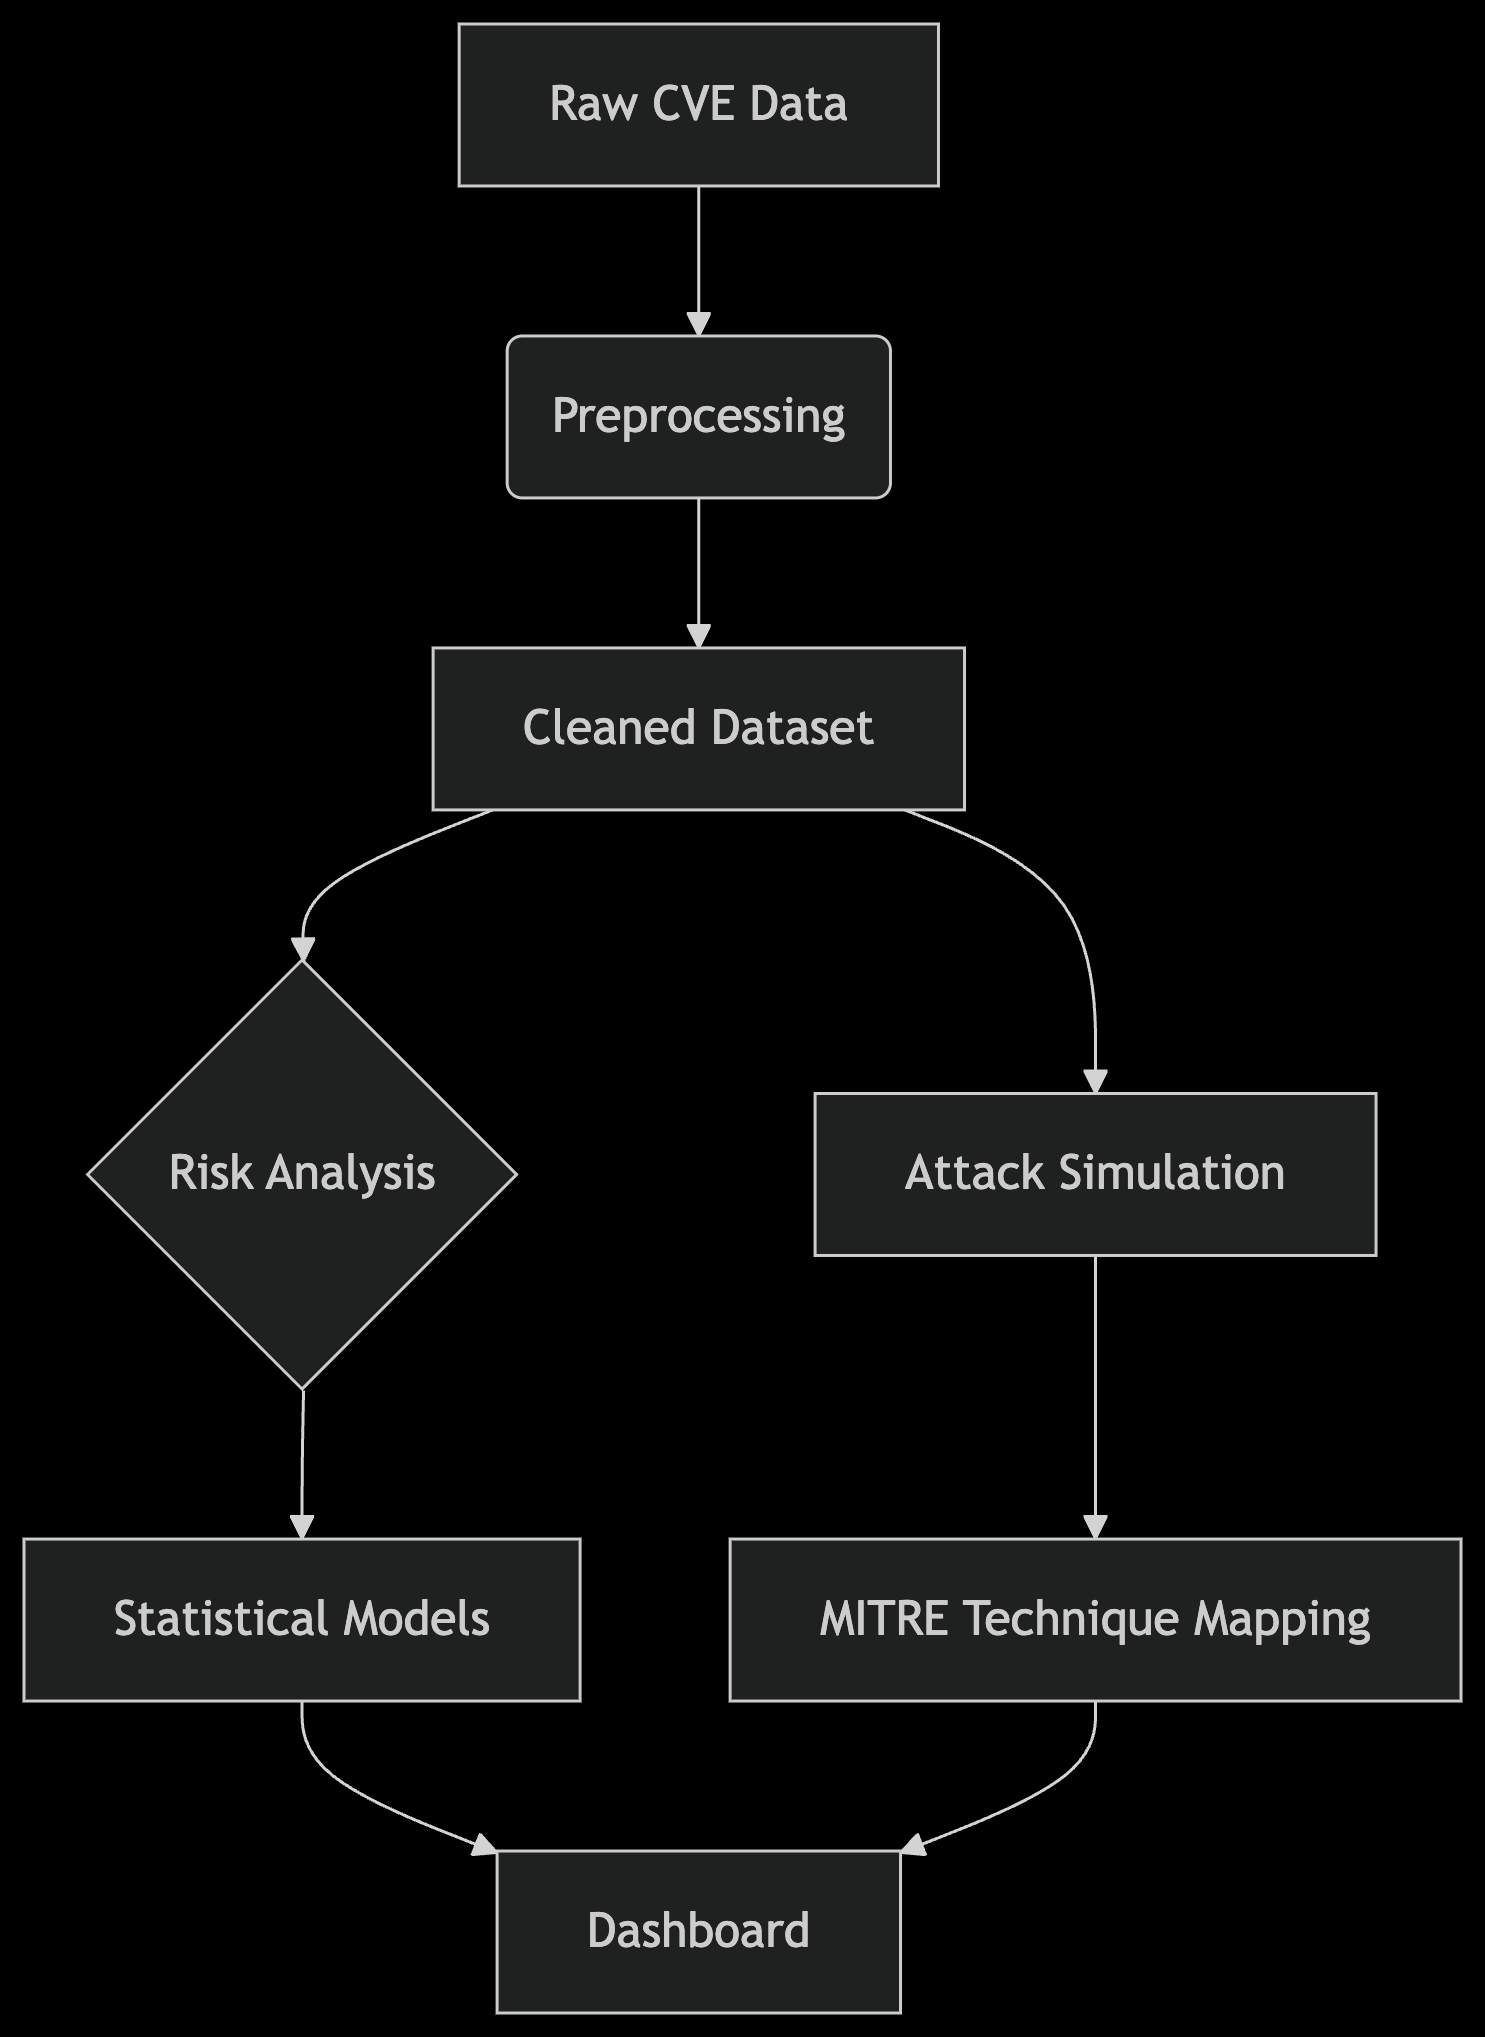 Raw CVE Data
Preprocessing
Cleaned Dataset
Risk Analysis
Attack Simulation
Statistical Models
MITRE Technique Mapping
Dashboard